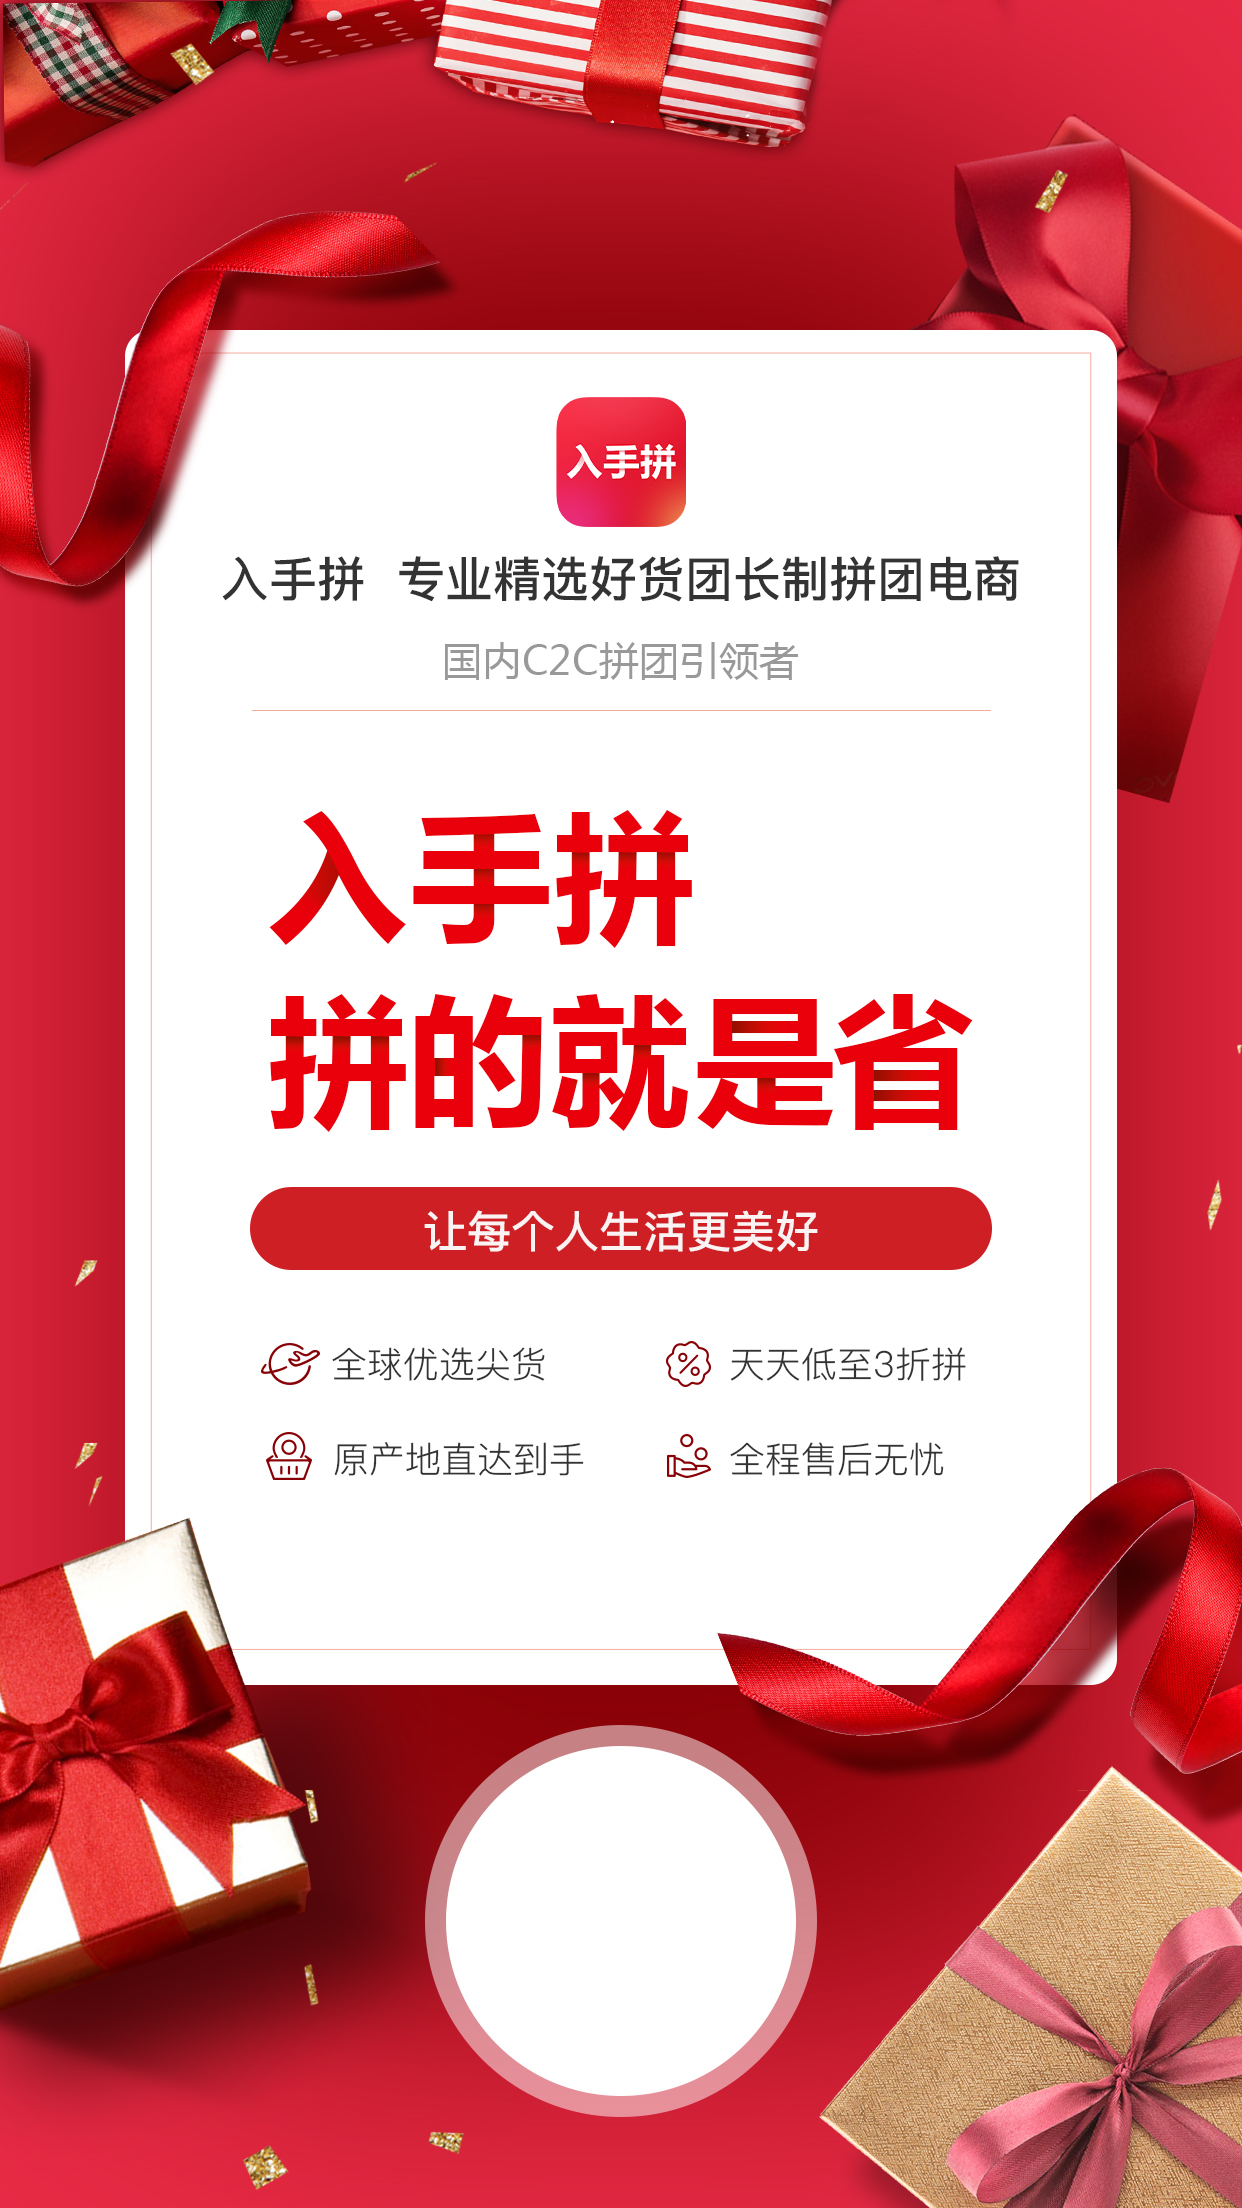 入手拼
入手拼 专业精选好货团长制拼团电商
国内C2C拼团引领者
入手拼
拼的就是省
让每个人生活更美好
全球优选尖货 天天低至3折拼
原产地直达到手 全程售后无忧